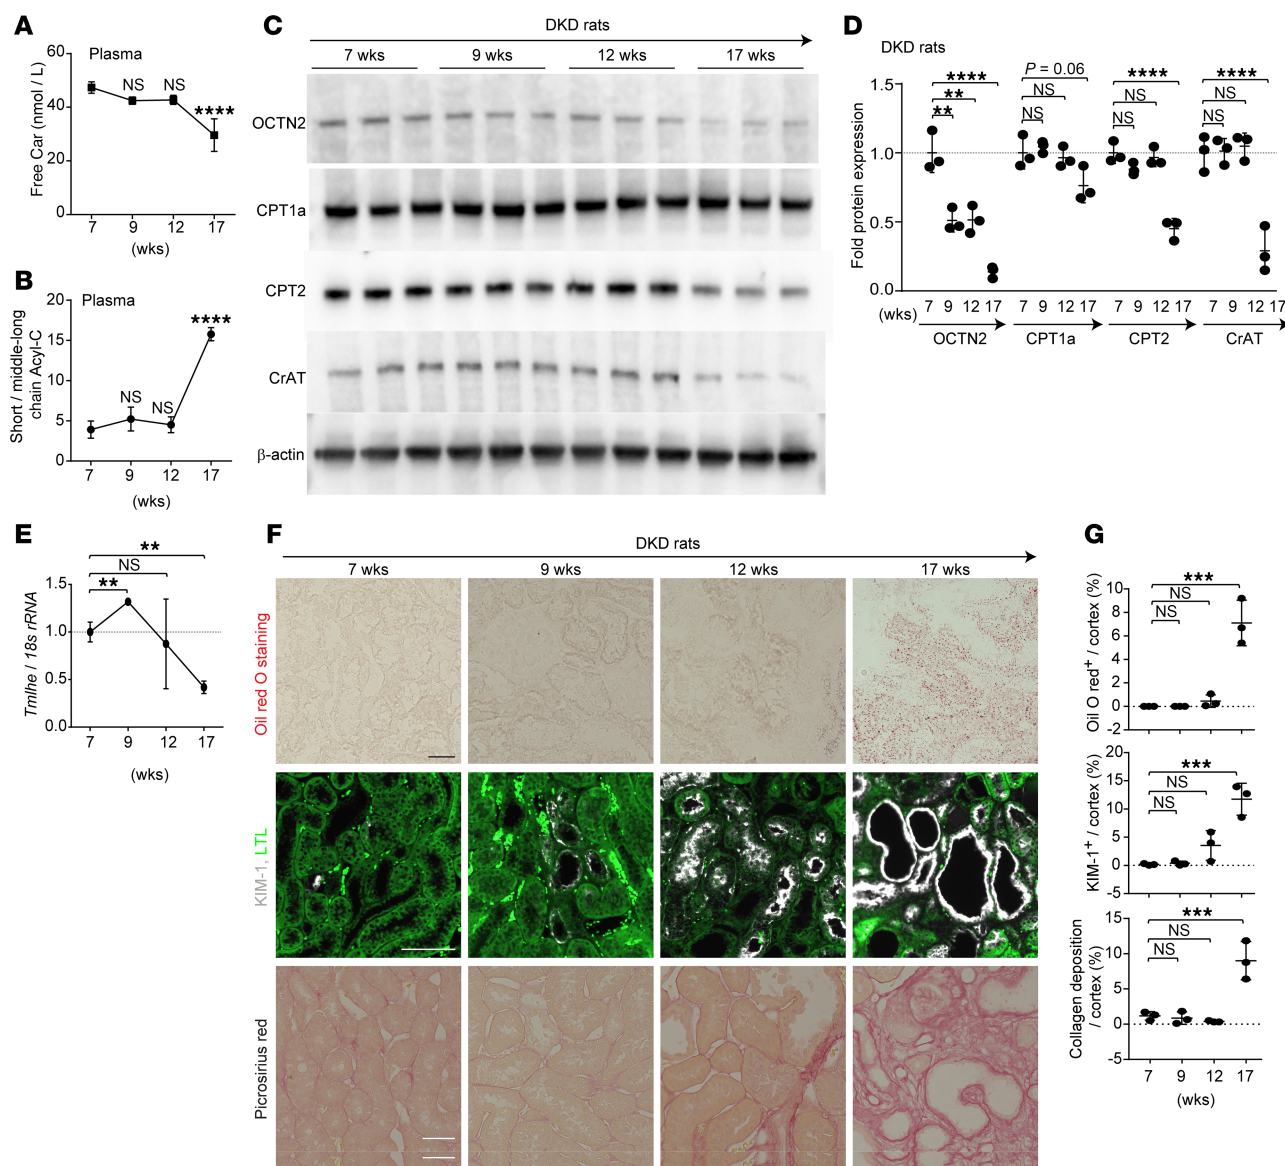 A
Plasma
Free Car (nmol / L)
60
40
20
0
NS
NS
****
7
9
12
17
(wks)
B
Plasma
Short / middle-long
chain Acyl-C
20
15
10
5
0
NS
NS
****
7
9
12
17
(wks)
C
DKD rats
7 wks
9 wks
12 wks
17 wks
OCTN2
CPT1a
CPT2
CrAT
β-actin
D
DKD rats
Fold protein expression
1.5
1.0
0.5
0.0
****
**
**
P = 0.06
NS
NS
****
NS
NS
****
NS
NS
7 9 12 17
7 9 12 17
7 9 12 17
7 9 12 17
(wks)
OCTN2
CPT1a
CPT2
CrAT
E
Tmlhe / 18s rRNA
1.5
1.0
0.5
0.0
**
NS
**
7
9
12
17
(wks)
F
DKD rats
7 wks
9 wks
12 wks
17 wks
Oil red O staining
KIM-1, LTL
Picrosirius red
G
Oil O red+ / cortex (%)
10
8
6
4
2
0
-2
***
NS
NS
KIM-1+ / cortex (%)
20
15
10
5
0
-5
***
NS
NS
Collagen deposition
/ cortex (%)
15
10
5
0
-5
***
NS
NS
7
9
12
17
(wks)